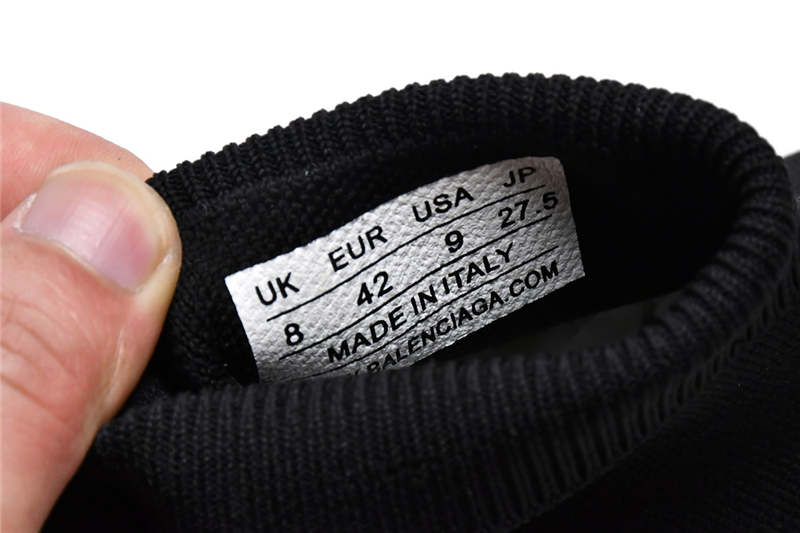 UK EUR USA JP
8 42 9 27.5
MADE IN ITALY
.BALENCIAGA.COM